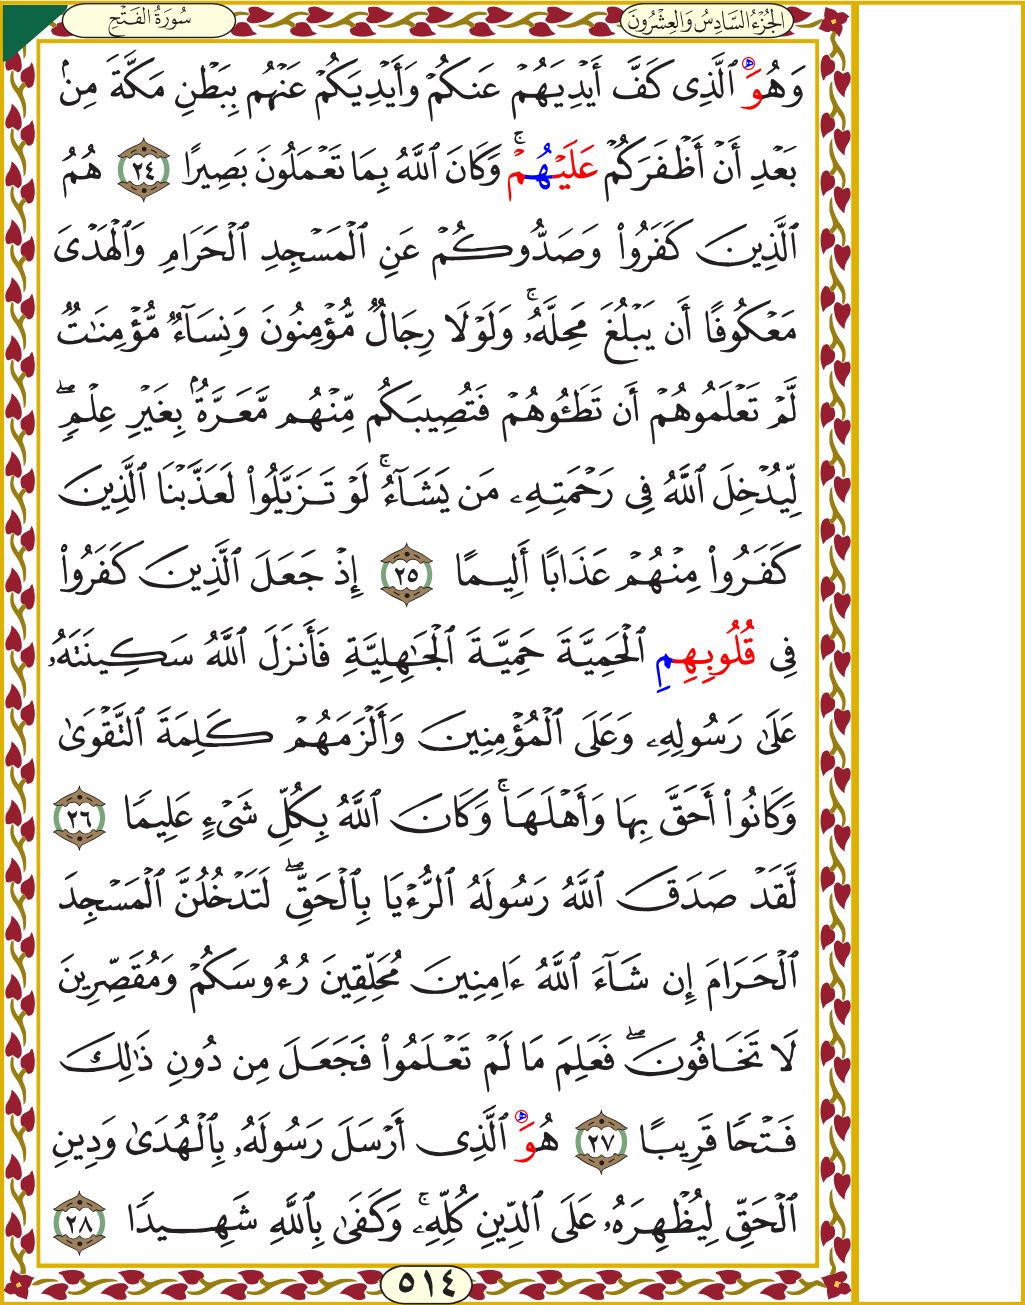 سُورَةُ الفَتْحِ
الجُزْءُ السَّادِسُ وَالعِشْرُونَ
وَهُوَ ٱلَّذِى كَفَّ أَيْدِيَهُمْ عَنكُمْ وَأَيْدِيَكُمْ عَنْهُم بِبَطْنِ مَكَّةَ مِنۢ
بَعْدِ أَنْ أَظْفَرَكُمْ عَلَيْهُمْ ۚ وَكَانَ ٱللَّهُ بِمَا تَعْمَلُونَ بَصِيرًا ٢٤ هُمُ
ٱلَّذِينَ كَفَرُوا۟ وَصَدُّوكُمْ عَنِ ٱلْمَسْجِدِ ٱلْحَرَامِ وَٱلْهَدْىَ
مَعْكُوفًا أَن يَبْلُغَ مَحِلَّهُۥ ۚ وَلَوْلَا رِجَالٌ مُّؤْمِنُونَ وَنِسَآءٌ مُّؤْمِنَـٰتٌ
لَّمْ تَعْلَمُوهُمْ أَن تَطَـُٔوهُمْ فَتُصِيبَكُم مِّنْهُم مَّعَرَّةٌۢ بِغَيْرِ عِلْمٍ ۖ
لِّيُدْخِلَ ٱللَّهُ فِى رَحْمَتِهِۦ مَن يَشَآءُ ۚ لَوْ تَزَيَّلُوا۟ لَعَذَّبْنَا ٱلَّذِينَ
كَفَرُوا۟ مِنْهُمْ عَذَابًا أَلِيمًا ٢٥ إِذْ جَعَلَ ٱلَّذِينَ كَفَرُوا۟
فِى قُلُوبِهِمِ ٱلْحَمِيَّةَ حَمِيَّةَ ٱلْجَـٰهِلِيَّةِ فَأَنزَلَ ٱللَّهُ سَكِينَتَهُۥ
عَلَىٰ رَسُولِهِۦ وَعَلَى ٱلْمُؤْمِنِينَ وَأَلْزَمَهُمْ كَلِمَةَ ٱلتَّقْوَىٰ
وَكَانُوٓا۟ أَحَقَّ بِهَا وَأَهْلَهَا ۚ وَكَانَ ٱللَّهُ بِكُلِّ شَىْءٍ عَلِيمًا ٢٦
لَّقَدْ صَدَقَ ٱللَّهُ رَسُولَهُ ٱلرُّءْيَا بِٱلْحَقِّ ۖ لَتَدْخُلُنَّ ٱلْمَسْجِدَ
ٱلْحَرَامَ إِن شَآءَ ٱللَّهُ ءَامِنِينَ مُحَلِّقِينَ رُءُوسَكُمْ وَمُقَصِّرِينَ
لَا تَخَافُونَ ۖ فَعَلِمَ مَا لَمْ تَعْلَمُوا۟ فَجَعَلَ مِن دُونِ ذَٰلِكَ
فَتْحًا قَرِيبًا ٢٧ هُوَ ٱلَّذِىٓ أَرْسَلَ رَسُولَهُۥ بِٱلْهُدَىٰ وَدِينِ
ٱلْحَقِّ لِيُظْهِرَهُۥ عَلَى ٱلدِّينِ كُلِّهِۦ ۚ وَكَفَىٰ بِٱللَّهِ شَهِيدًا ٢٨
٥١٤